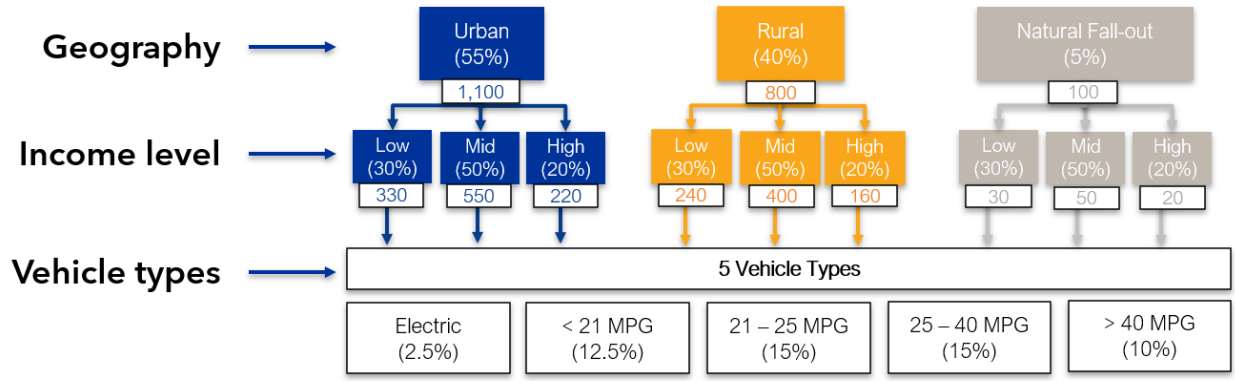 Geography
Urban
(55%)
1,100
Rural
(40%)
800
Natural Fall-out
(5%)
100
Income level
Low
(30%)
330
Mid
(50%)
550
High
(20%)
220
Low
(30%)
240
Mid
(50%)
400
High
(20%)
160
Low
(30%)
30
Mid
(50%)
50
High
(20%)
20
Vehicle types
5 Vehicle Types
Electric
(2.5%)
< 21 MPG
(12.5%)
21 – 25 MPG
(15%)
25 – 40 MPG
(15%)
> 40 MPG
(10%)